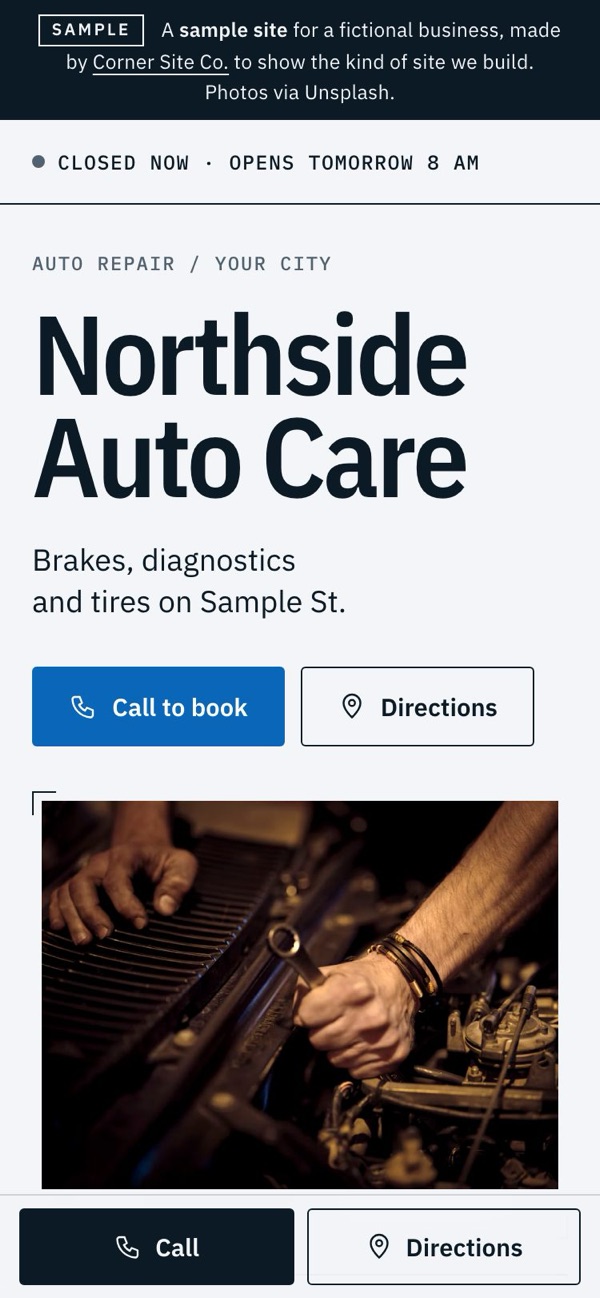 SAMPLE A sample site for a fictional business, made
by Corner Site Co. to show the kind of site we build.
Photos via Unsplash.
CLOSED NOW · OPENS TOMORROW 8 AM
AUTO REPAIR / YOUR CITY
Northside
Auto Care
Brakes, diagnostics
and tires on Sample St.
Call to book
Directions
Call
Directions